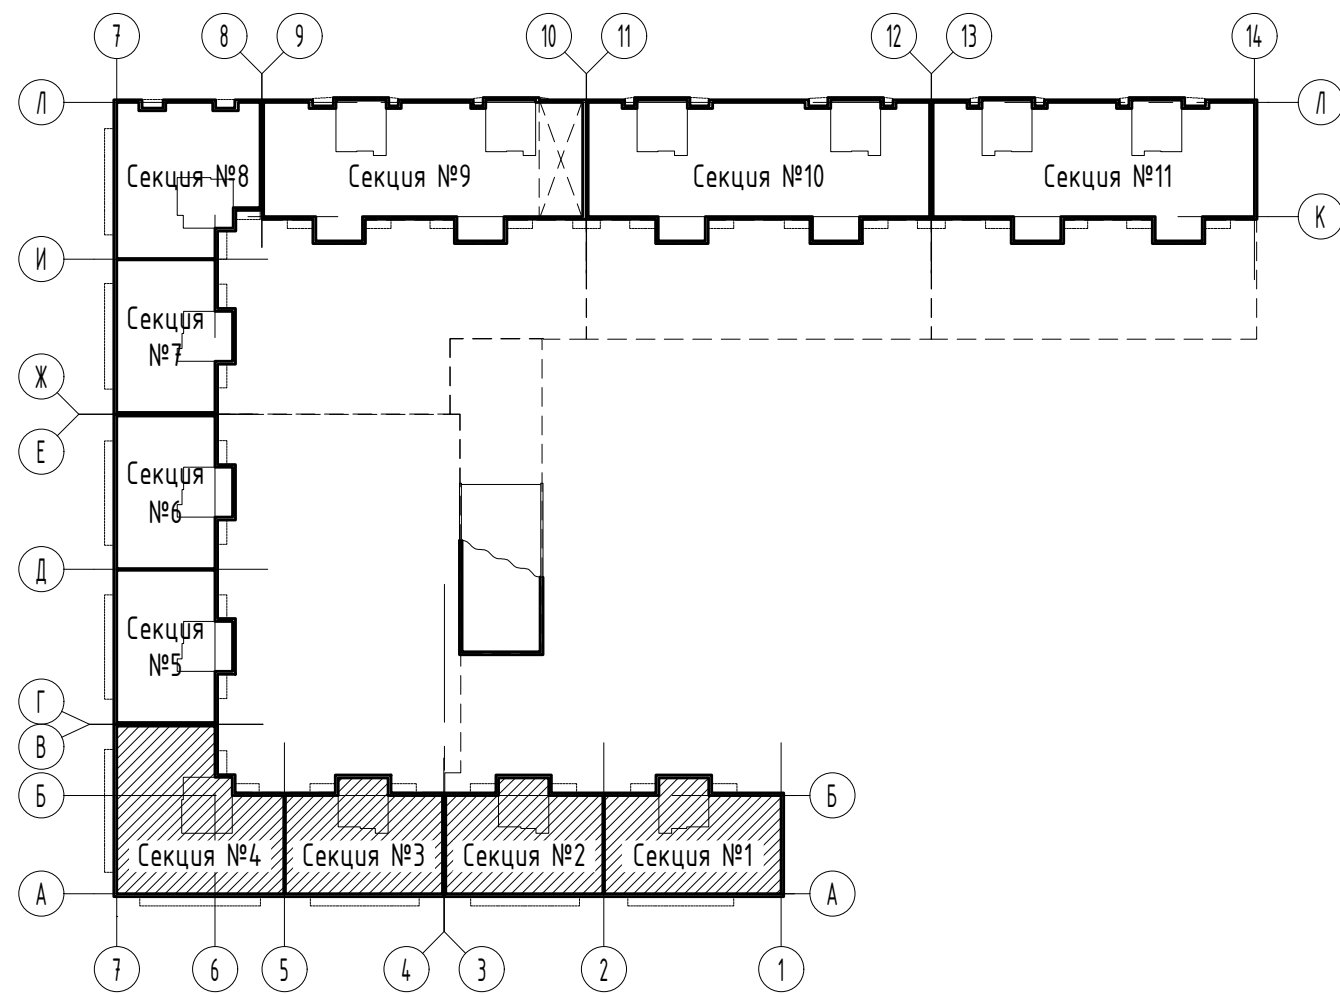 7
8
9
10
11
12
13
14
Л
Л
Секция №8
Секция №9
Секция №10
Секция №11
К
И
Секция
№7
Ж
Е
Секция
№6
Д
Секция
№5
Г
В
Б
Б
Секция №4
Секция №3
Секция №2
Секция №1
А
А
7
6
5
4
3
2
1